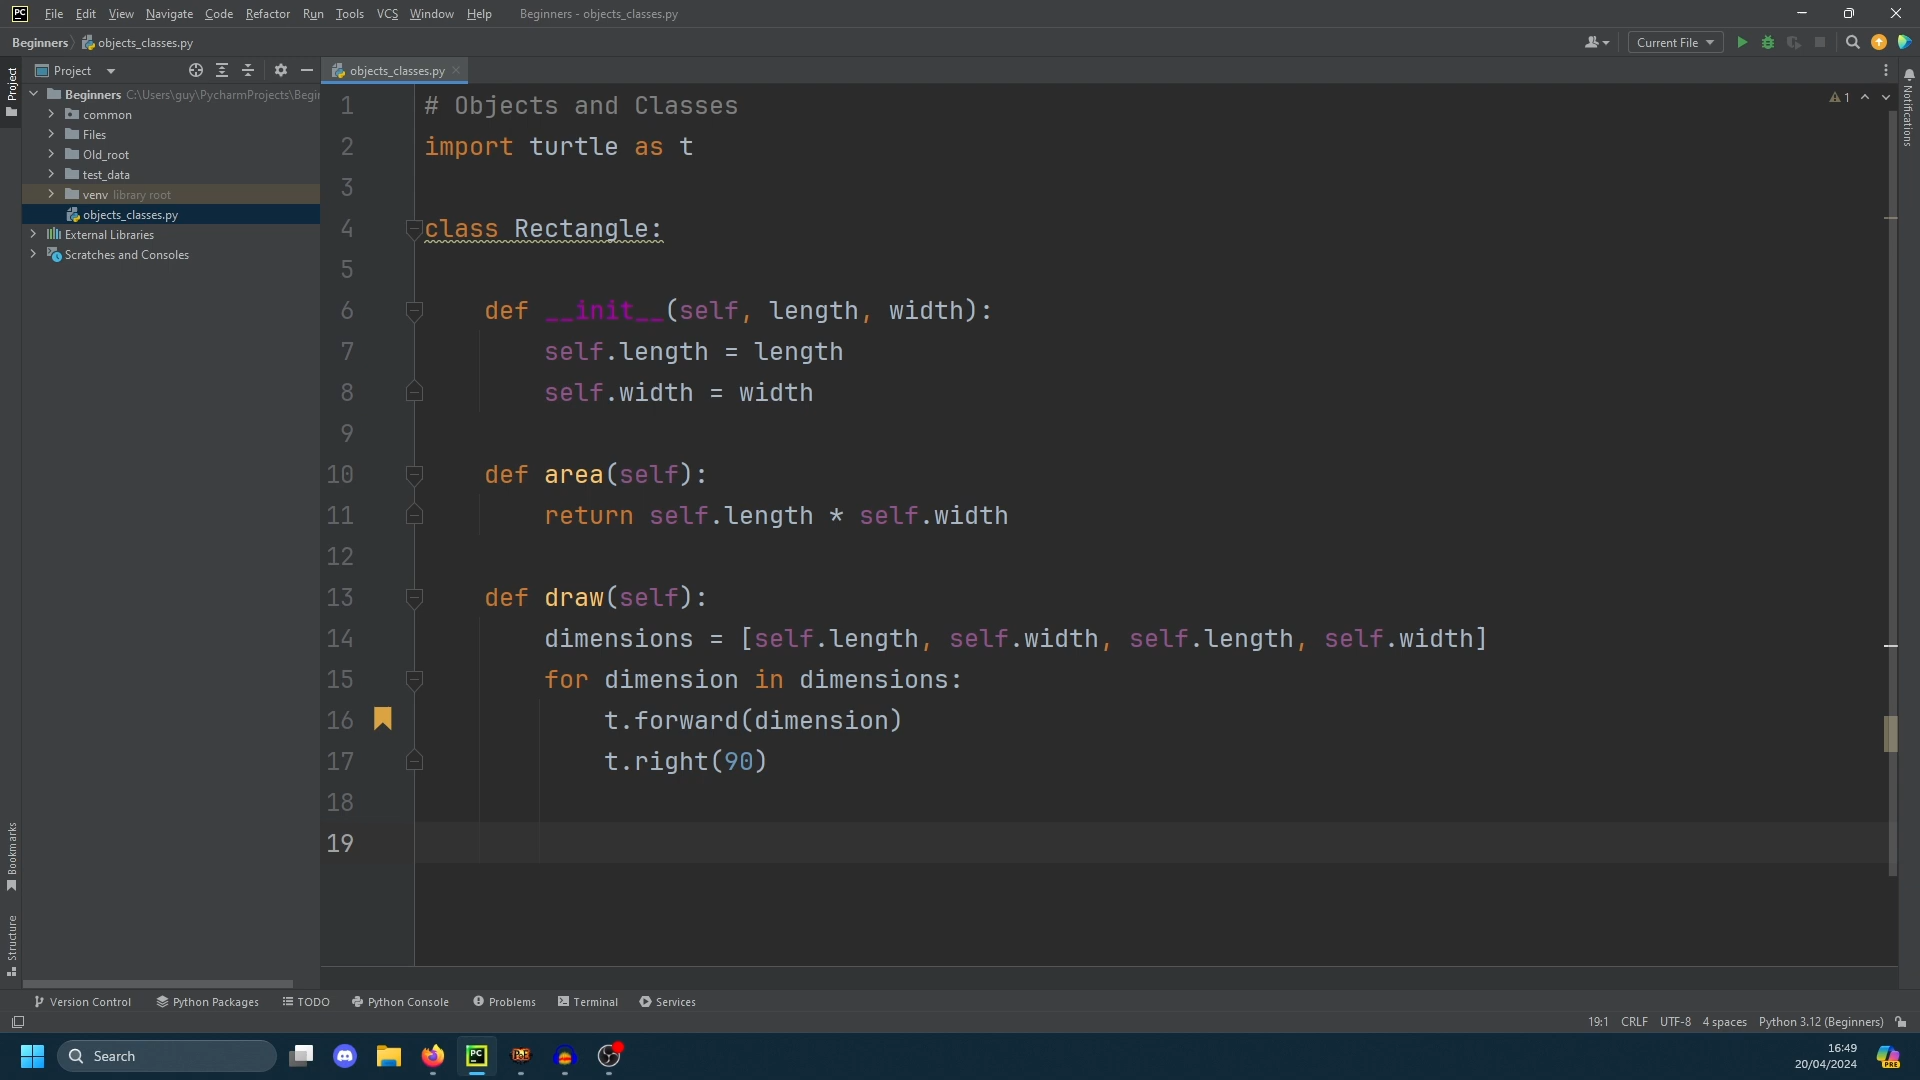 PC File Edit View Navigate Code Refactor Run Tools VCS Window Help Beginners - objects_classes.py
Beginners objects_classes.py Current File
Project
Project objects_classes.py
Beginners C:\Users\guy\PycharmProjects\Begi
common
Files
Old_root
test_data
venv library root
objects_classes.py
External Libraries
Scratches and Consoles
1
Notifications
1 # Objects and Classes
2 import turtle as t
3
4 class Rectangle:
5
6 def __init__(self, length, width):
7 self.length = length
8 self.width = width
9
10 def area(self):
11 return self.length * self.width
12
13 def draw(self):
14 dimensions = [self.length, self.width, self.length, self.width]
15 for dimension in dimensions:
16 t.forward(dimension)
17 t.right(90)
18
19
Bookmarks
Structure
Version Control Python Packages TODO Python Console Problems Terminal Services
19:1 CRLF UTF-8 4 spaces Python 3.12 (Beginners)
Search PC PRE
16:49
20/04/2024